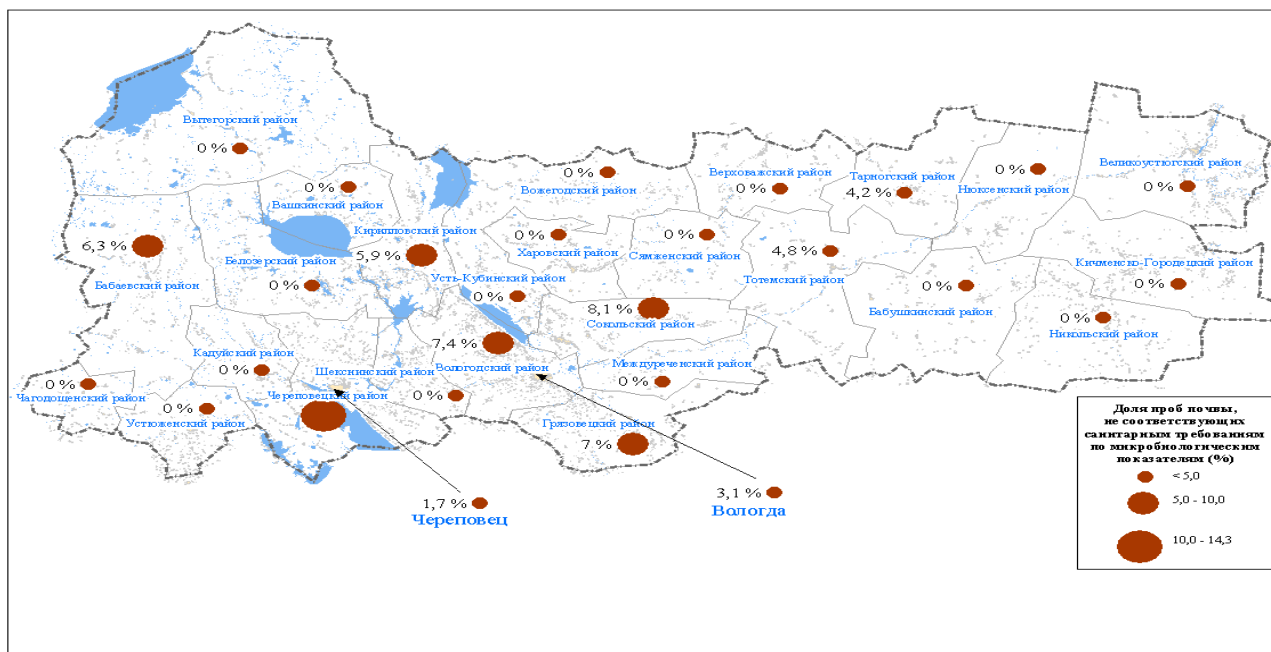 Вытегорский район
0 %
0 %
Вашкинский район
0 %
Вожегодский район
Верховажский район
0 %
Тарногский район
4,2 %
0 %
Нюксенский район
Великоустюгский район
0 %
6,3 %
Бабаевский район
Кирилловский район
5,9 %
Белозерский район
0 %
0 %
Харовский район
0 %
Сямженский район
4,8 %
Тотемский район
Усть-Кубинский район
0 %
8,1 %
Сокольский район
0 %
Бабушкинский район
Кичменско-Городецкий район
0 %
0 %
Никольский район
7,4 %
Вологодский район
Кадуйский район
0 %
Шекснинский район
0 %
Междуреченский район
0 %
0 %
Чагодощенский район
0 %
Устюженский район
Череповецкий район
Грязовецкий район
7 %
1,7 %
Череповец
3,1 %
Вологда
Доля проб почвы,
не соответствующих
санитарным требованиям
по микробиологическим
показателям (%)
< 5,0
5,0 - 10,0
10,0 - 14,3